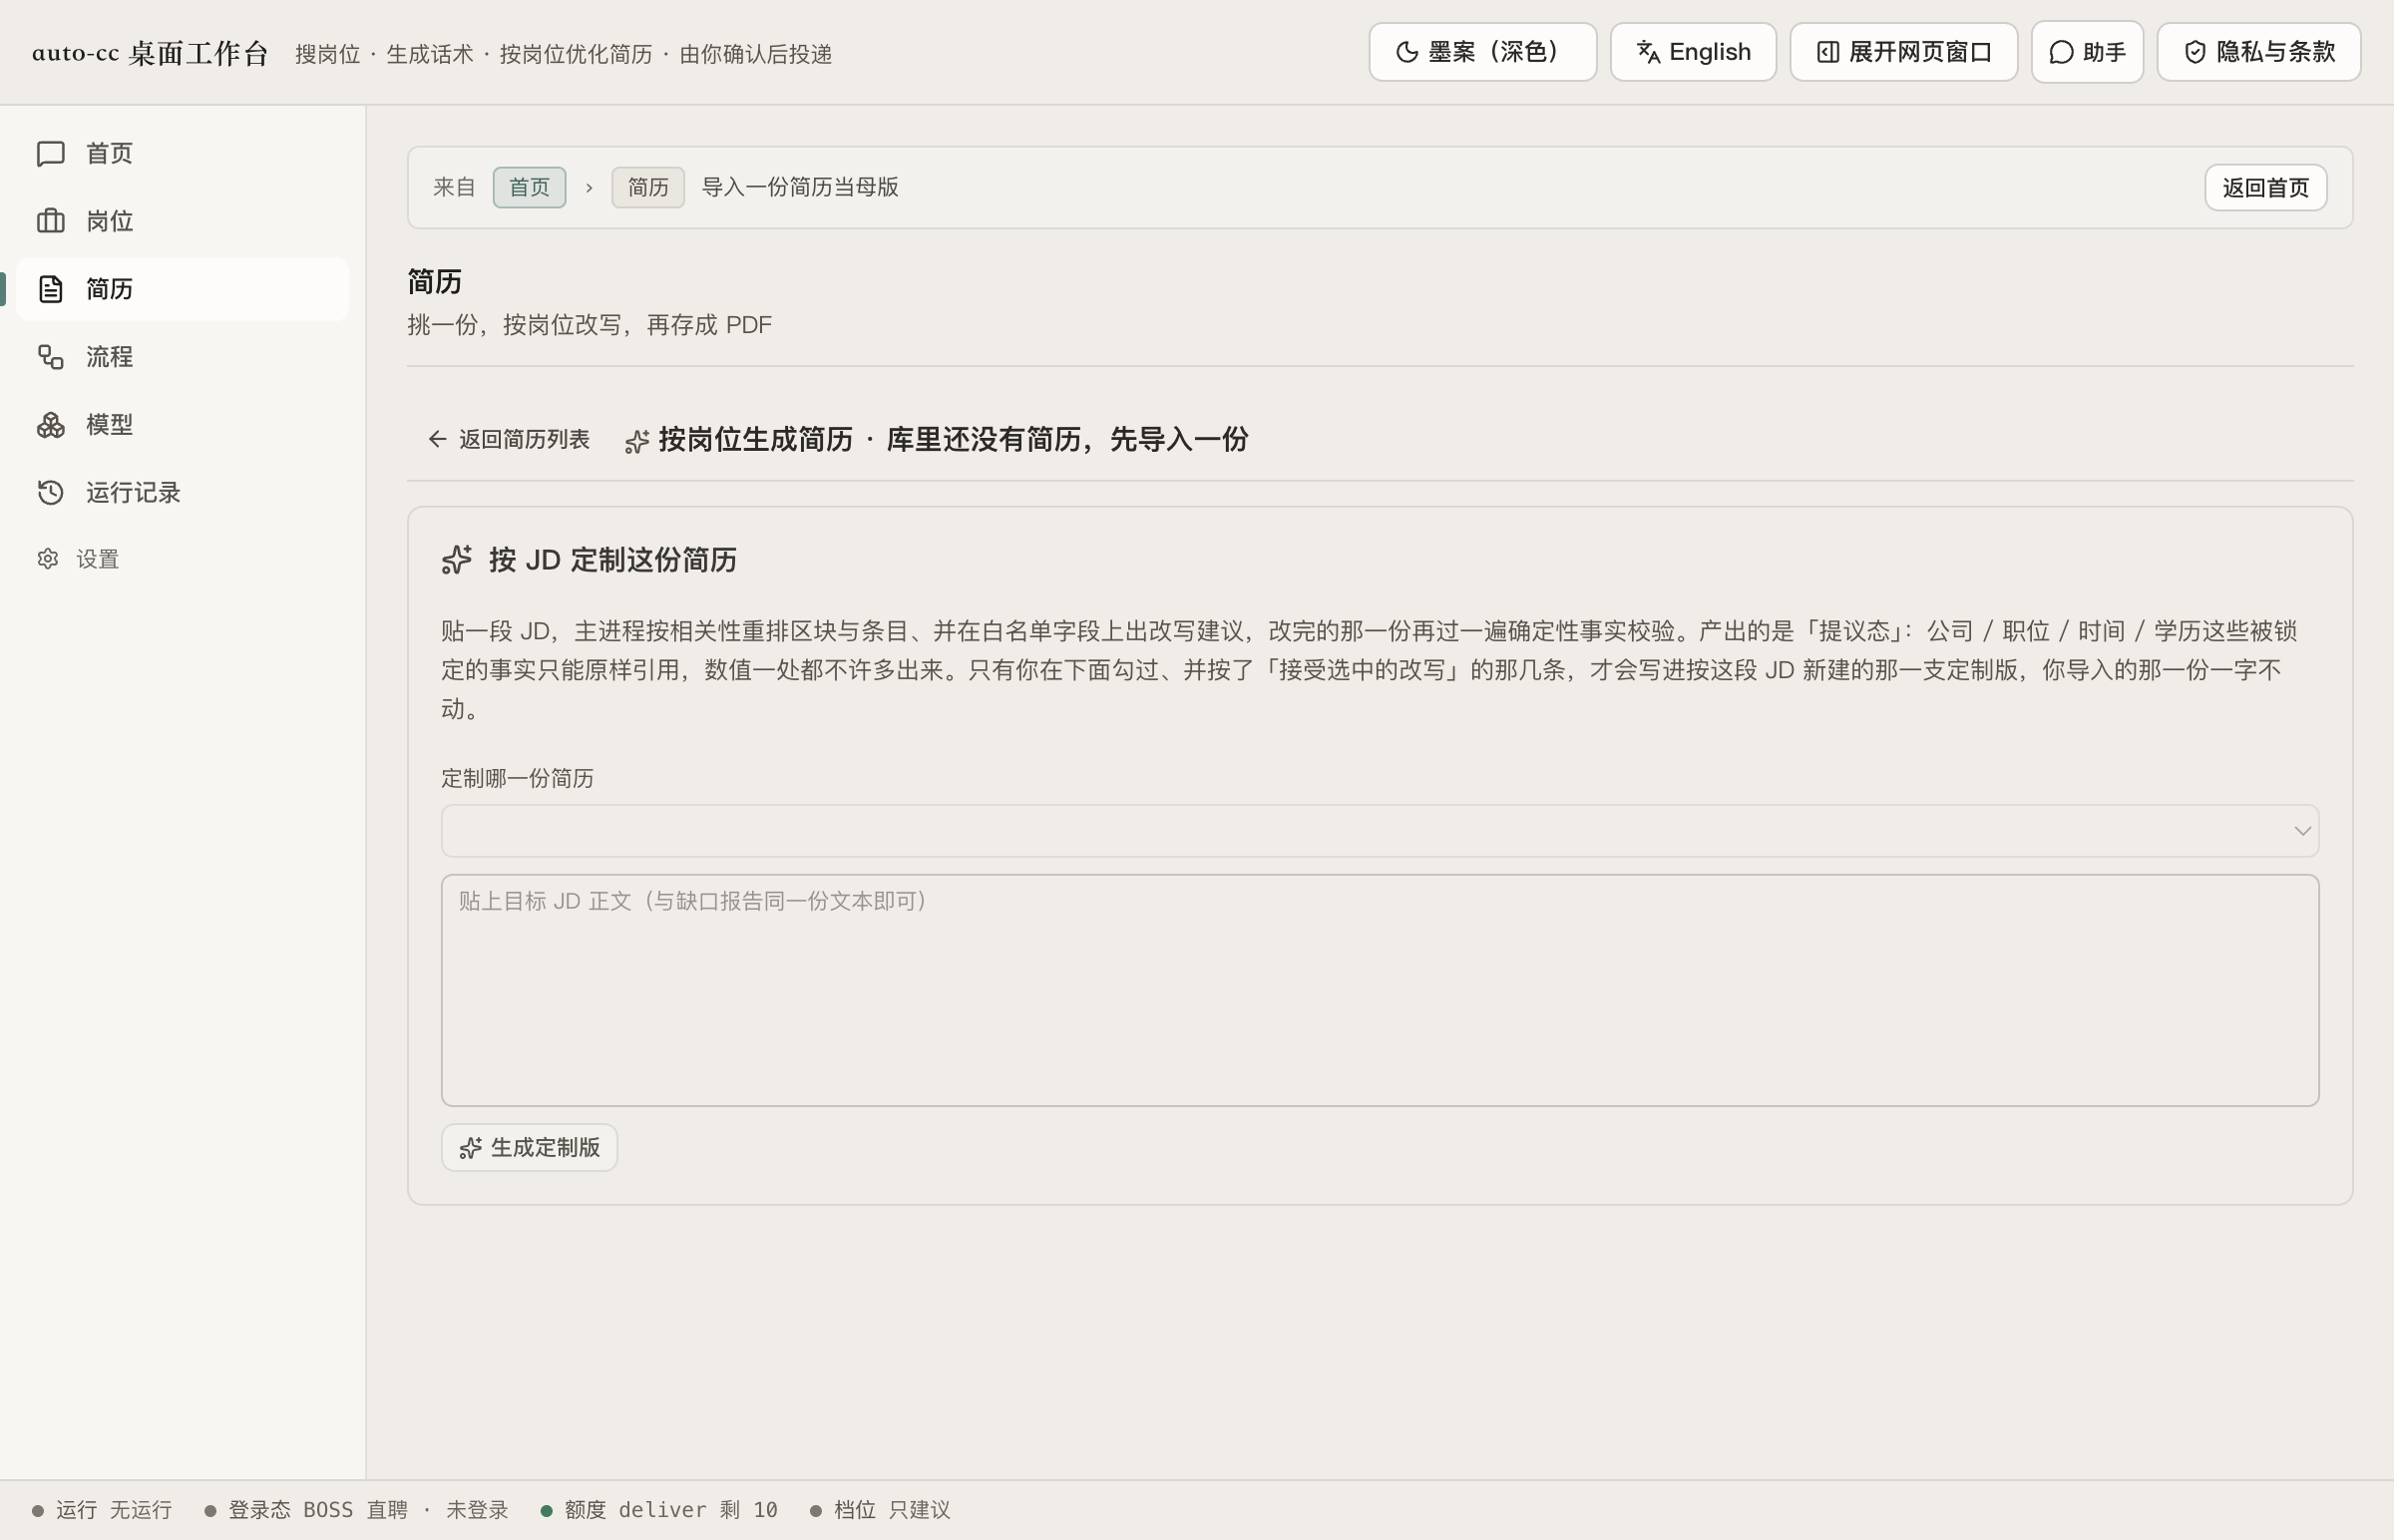 auto-cc 桌面工作台 搜岗位 · 生成话术 · 按岗位优化简历 · 由你确认后投递 墨案（深色） English 展开网页窗口 助手 隐私与条款
首页
岗位
简历
流程
模型
运行记录
设置
来自 首页 › 简历 导入一份简历当母版 返回首页
简历
挑一份，按岗位改写，再存成 PDF
返回简历列表 按岗位生成简历 · 库里还没有简历，先导入一份
按 JD 定制这份简历
贴一段 JD，主进程按相关性重排区块与条目、并在白名单字段上出改写建议，改完的那一份再过一遍确定性事实校验。产出的是「提议态」：公司 / 职位 / 时间 / 学历这些被锁
定的事实只能原样引用，数值一处都不许多出来。只有你在下面勾过、并按了「接受选中的改写」的那几条，才会写进按这段 JD 新建的那一支定制版，你导入的那一份一字不
动。
定制哪一份简历
贴上目标 JD 正文（与缺口报告同一份文本即可）
生成定制版
运行 无运行 登录态 BOSS 直聘 · 未登录 额度 deliver 剩 10 档位 只建议